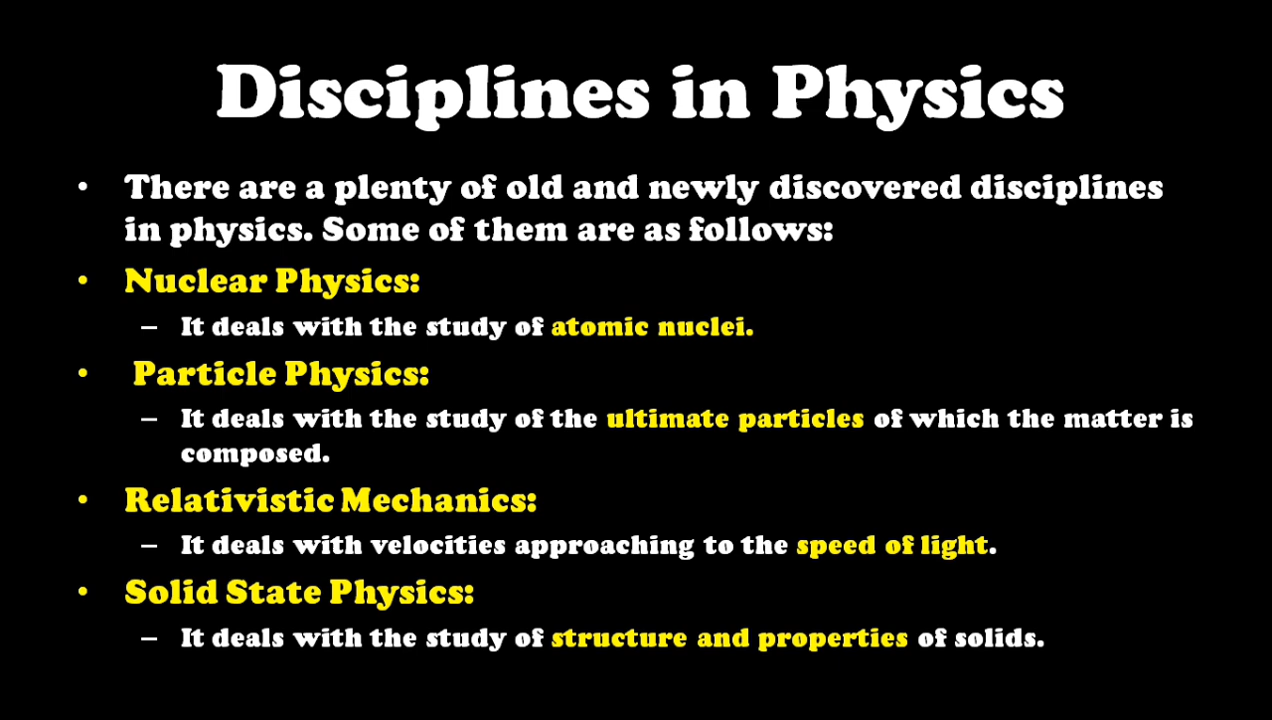 Disciplines in Physics
• There are a plenty of old and newly discovered disciplines
in physics. Some of them are as follows:
• Nuclear Physics:
– It deals with the study of atomic nuclei.
• Particle Physics:
– It deals with the study of the ultimate particles of which the matter is
composed.
• Relativistic Mechanics:
– It deals with velocities approaching to the speed of light.
• Solid State Physics:
– It deals with the study of structure and properties of solids.